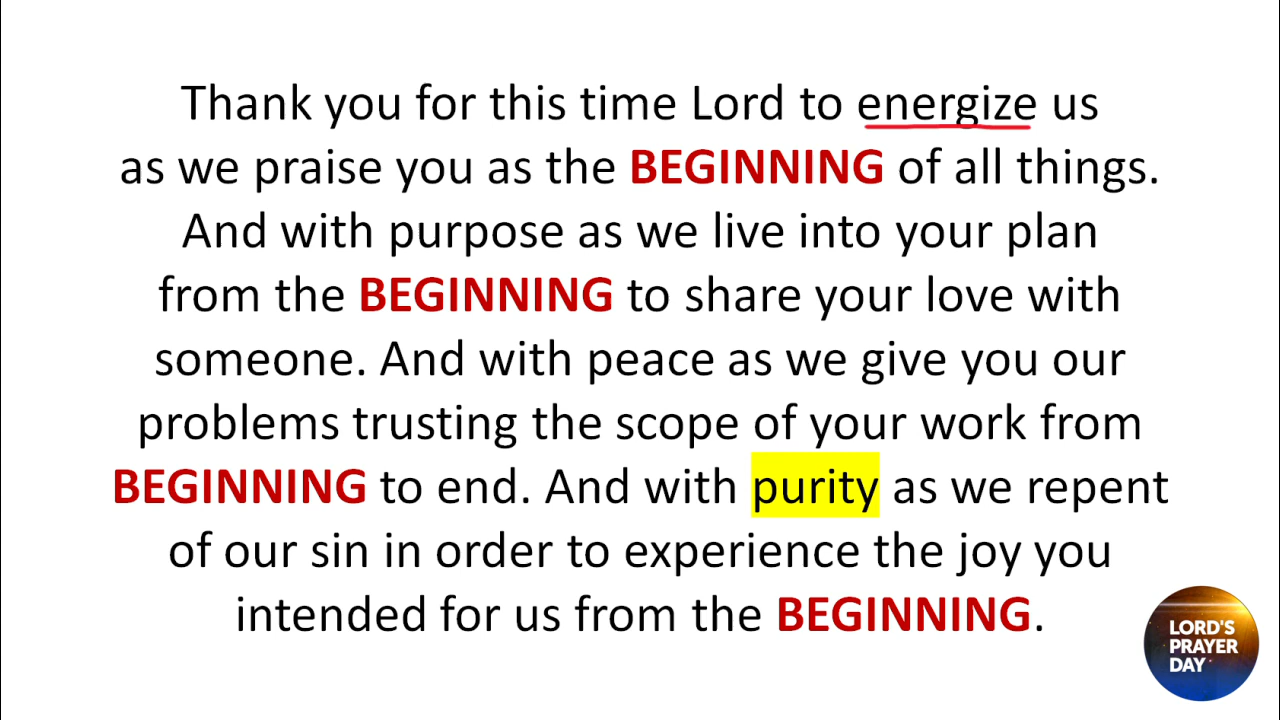 Thank you for this time Lord to energize us
as we praise you as the BEGINNING of all things.
And with purpose as we live into your plan
from the BEGINNING to share your love with
someone. And with peace as we give you our
problems trusting the scope of your work from
BEGINNING to end. And with purity as we repent
of our sin in order to experience the joy you
intended for us from the BEGINNING.
LORD'S
PRAYER
DAY